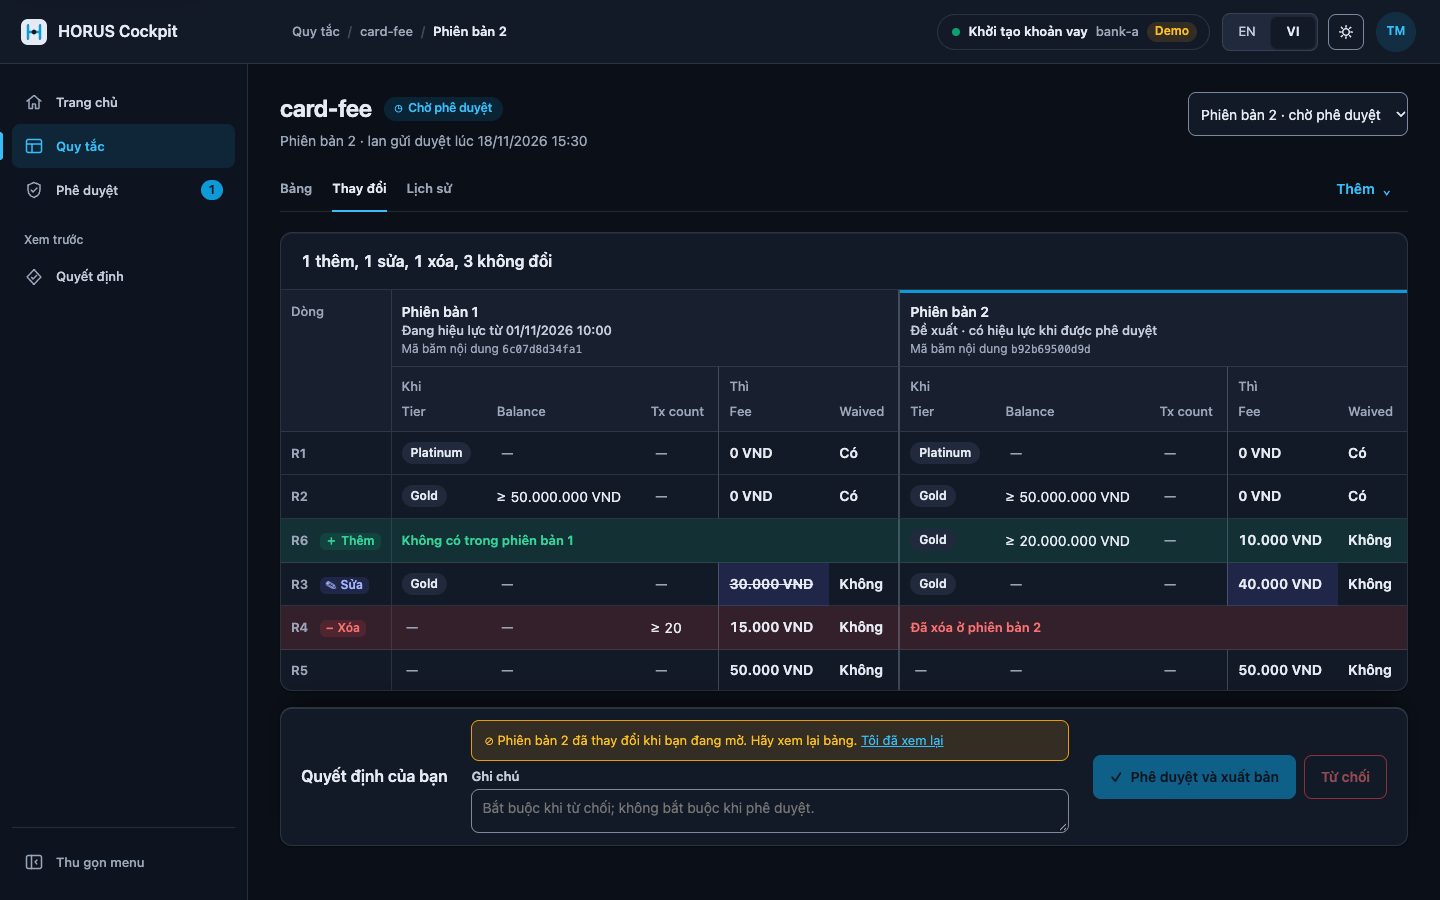 HORUS Cockpit
Quy tắc / card-fee / Phiên bản 2
Khởi tạo khoản vay bank-a Demo
EN VI
TM
Trang chủ
Quy tắc
Phê duyệt 1
Xem trước
Quyết định
Thu gọn menu
card-fee Chờ phê duyệt
Phiên bản 2 · lan gửi duyệt lúc 18/11/2026 15:30
Phiên bản 2 · chờ phê duyệt
Bảng Thay đổi Lịch sử
Thêm
1 thêm, 1 sửa, 1 xóa, 3 không đổi
Dòng
Phiên bản 1
Đang hiệu lực từ 01/11/2026 10:00
Mã băm nội dung 6c07d8d34fa1
Phiên bản 2
Đề xuất · có hiệu lực khi được phê duyệt
Mã băm nội dung b92b69500d9d
Khi Thì Khi Thì
Tier Balance Tx count Fee Waived Tier Balance Tx count Fee Waived
R1 Platinum — — 0 VND Có Platinum — — 0 VND Có
R2 Gold ≥ 50.000.000 VND — 0 VND Có Gold ≥ 50.000.000 VND — 0 VND Có
R6 + Thêm Không có trong phiên bản 1 Gold ≥ 20.000.000 VND — 10.000 VND Không
R3 ✎ Sửa Gold — — 30.000 VND Không Gold — — 40.000 VND Không
R4 − Xóa — — ≥ 20 15.000 VND Không Đã xóa ở phiên bản 2
R5 — — — 50.000 VND Không — — — 50.000 VND Không
Quyết định của bạn
⊘ Phiên bản 2 đã thay đổi khi bạn đang mở. Hãy xem lại bảng. Tôi đã xem lại
Ghi chú
Bắt buộc khi từ chối; không bắt buộc khi phê duyệt.
✓ Phê duyệt và xuất bản
Từ chối